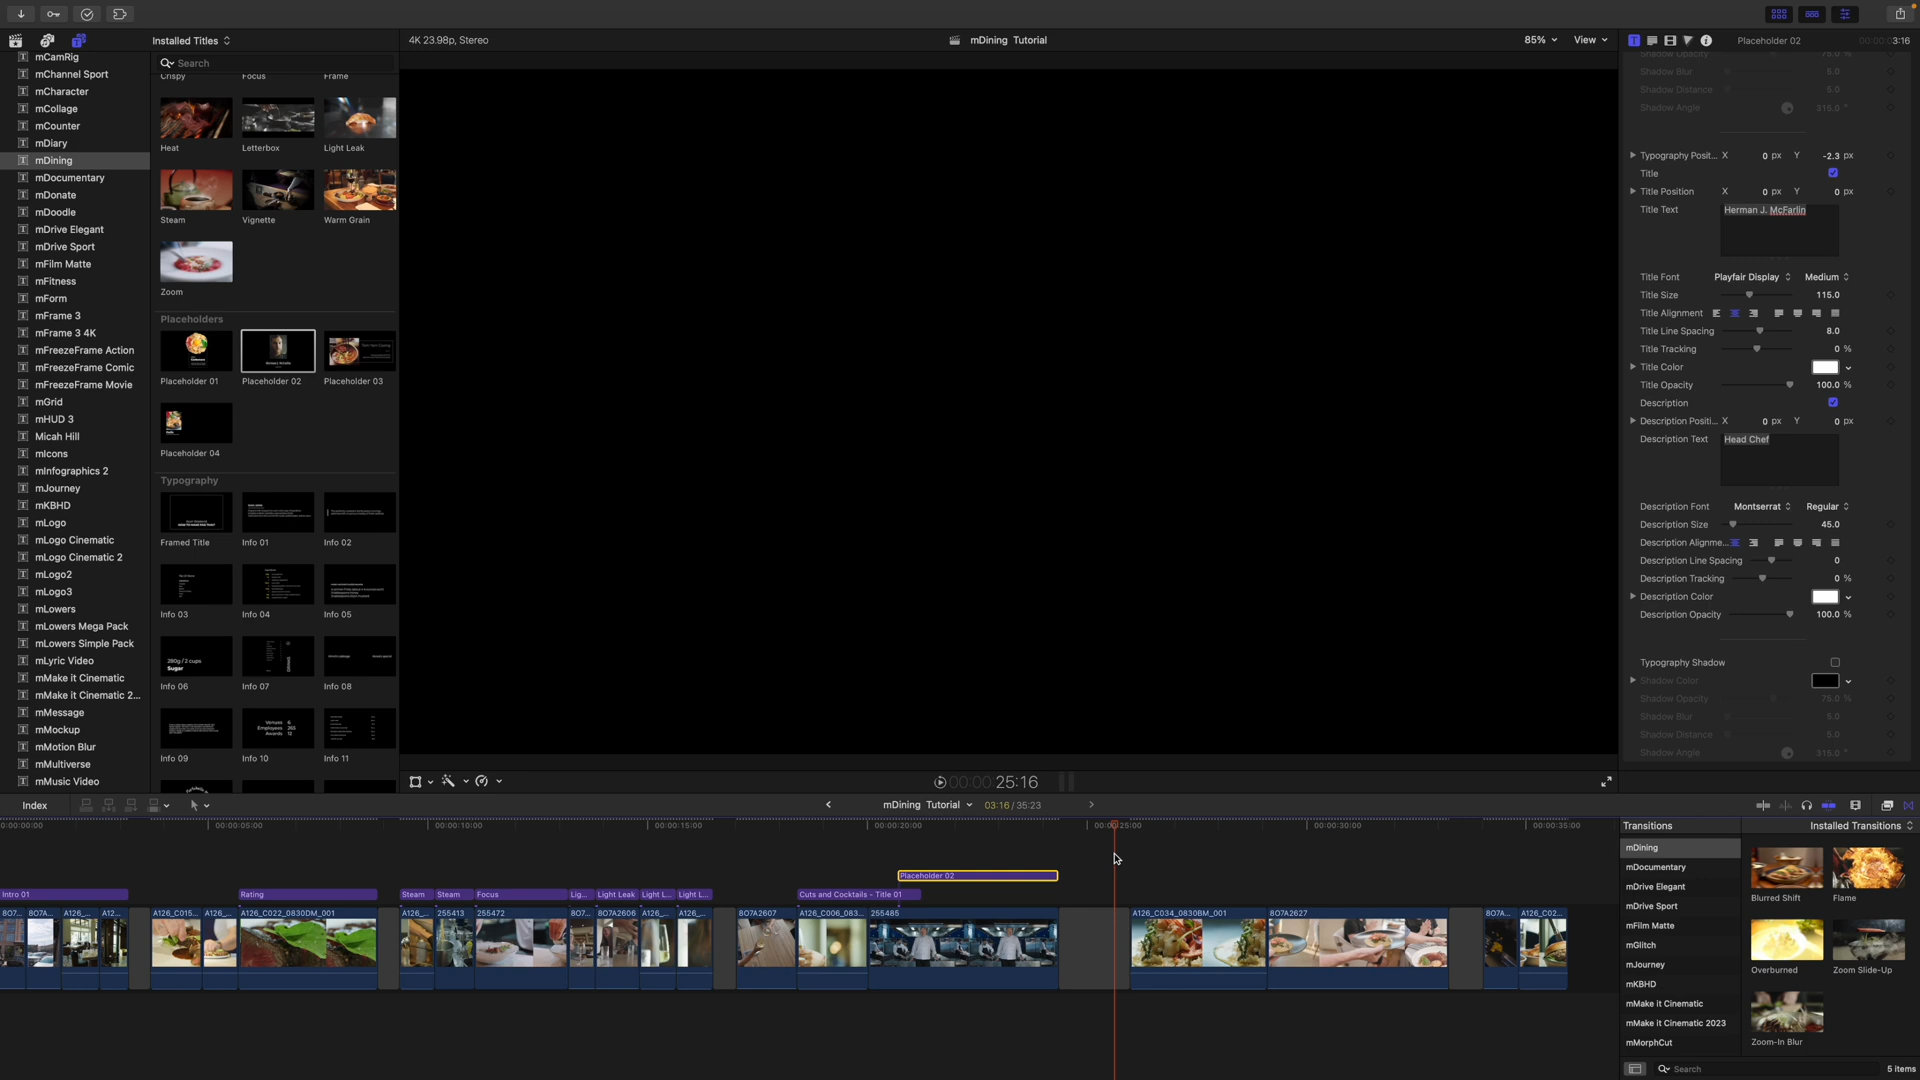 Installed Titles
4K 23.98p, Stereo
mDining Tutorial
85%
View
Placeholder 02
3:16
mCamRig
mChannel Sport
mCharacter
mCollage
mCounter
mDiary
mDining
mDocumentary
mDonate
mDoodle
mDrive Elegant
mDrive Sport
mFilm Matte
mFitness
mForm
mFrame 3
mFrame 3 4K
mFreezeFrame Action
mFreezeFrame Comic
mFreezeFrame Movie
mGrid
mHUD 3
Micah Hill
mIcons
mInfographics 2
mJourney
mKBHD
mLogo
mLogo Cinematic
mLogo Cinematic 2
mLogo2
mLogo3
mLowers
mLowers Mega Pack
mLowers Simple Pack
mLyric Video
mMake it Cinematic
mMake it Cinematic 2...
mMessage
mMockup
mMotion Blur
mMultiverse
mMusic Video
Search
Crispy Focus Frame
Heat Letterbox Light Leak
Steam Vignette Warm Grain
Zoom
Placeholders
Placeholder 01 Placeholder 02 Placeholder 03
Placeholder 04
Typography
Framed Title Info 01 Info 02
Info 03 Info 04 Info 05
280g / 2 cups
Sugar
Info 06 Info 07 Info 08
Venues 6
Employees 265
Awards 12
Info 09 Info 10 Info 11
Shadow Opacity 75.0 %
Shadow Blur 5.0
Shadow Distance 5.0
Shadow Angle 315.0 °
Typography Posit... X 0 px Y -2.3 px
Title
Title Position X 0 px Y 0 px
Title Text Herman J. McFarlin
Title Font Playfair Display Medium
Title Size 115.0
Title Alignment
Title Line Spacing 8.0
Title Tracking 0 %
Title Color
Title Opacity 100.0 %
Description
Description Positi... X 0 px Y 0 px
Description Text Head Chef
Description Font Montserrat Regular
Description Size 45.0
Description Alignme...
Description Line Spacing 0
Description Tracking 0 %
Description Color
Description Opacity 100.0 %
Typography Shadow
Shadow Color
Shadow Opacity 75.0 %
Shadow Blur 5.0
Shadow Distance 5.0
Shadow Angle 315.0 °
00:00:25:16
Index
mDining Tutorial 03:16 / 35:23
0:00:00:00 00:00:05:00 00:00:10:00 00:00:15:00 00:00:20:00 00:00:25:00 00:00:30:00 00:00:35:00
Placeholder 02
Intro 01 Rating Steam Steam Focus Lig... Light Leak Light L... Light L... Cuts and Cocktails - Title 01
8O7... 8O7A... A126_... A12... A126_C015... A126_... A126_C022_0830DM_001 A126_... 255413 255472 8O7... 8O7A2606 A126_... A126_... 8O7A2607 A126_C006_083... 255485 A126_C034_0830BM_001 8O7A2627 8O7A... A126_C02...
Transitions
Installed Transitions
mDining
mDocumentary
mDrive Elegant
mDrive Sport
mFilm Matte
mGlitch
mJourney
mKBHD
mMake it Cinematic
mMake it Cinematic 2023
mMorphCut
Blurred Shift Flame
Overburned Zoom Slide-Up
Zoom-In Blur
Search
5 items